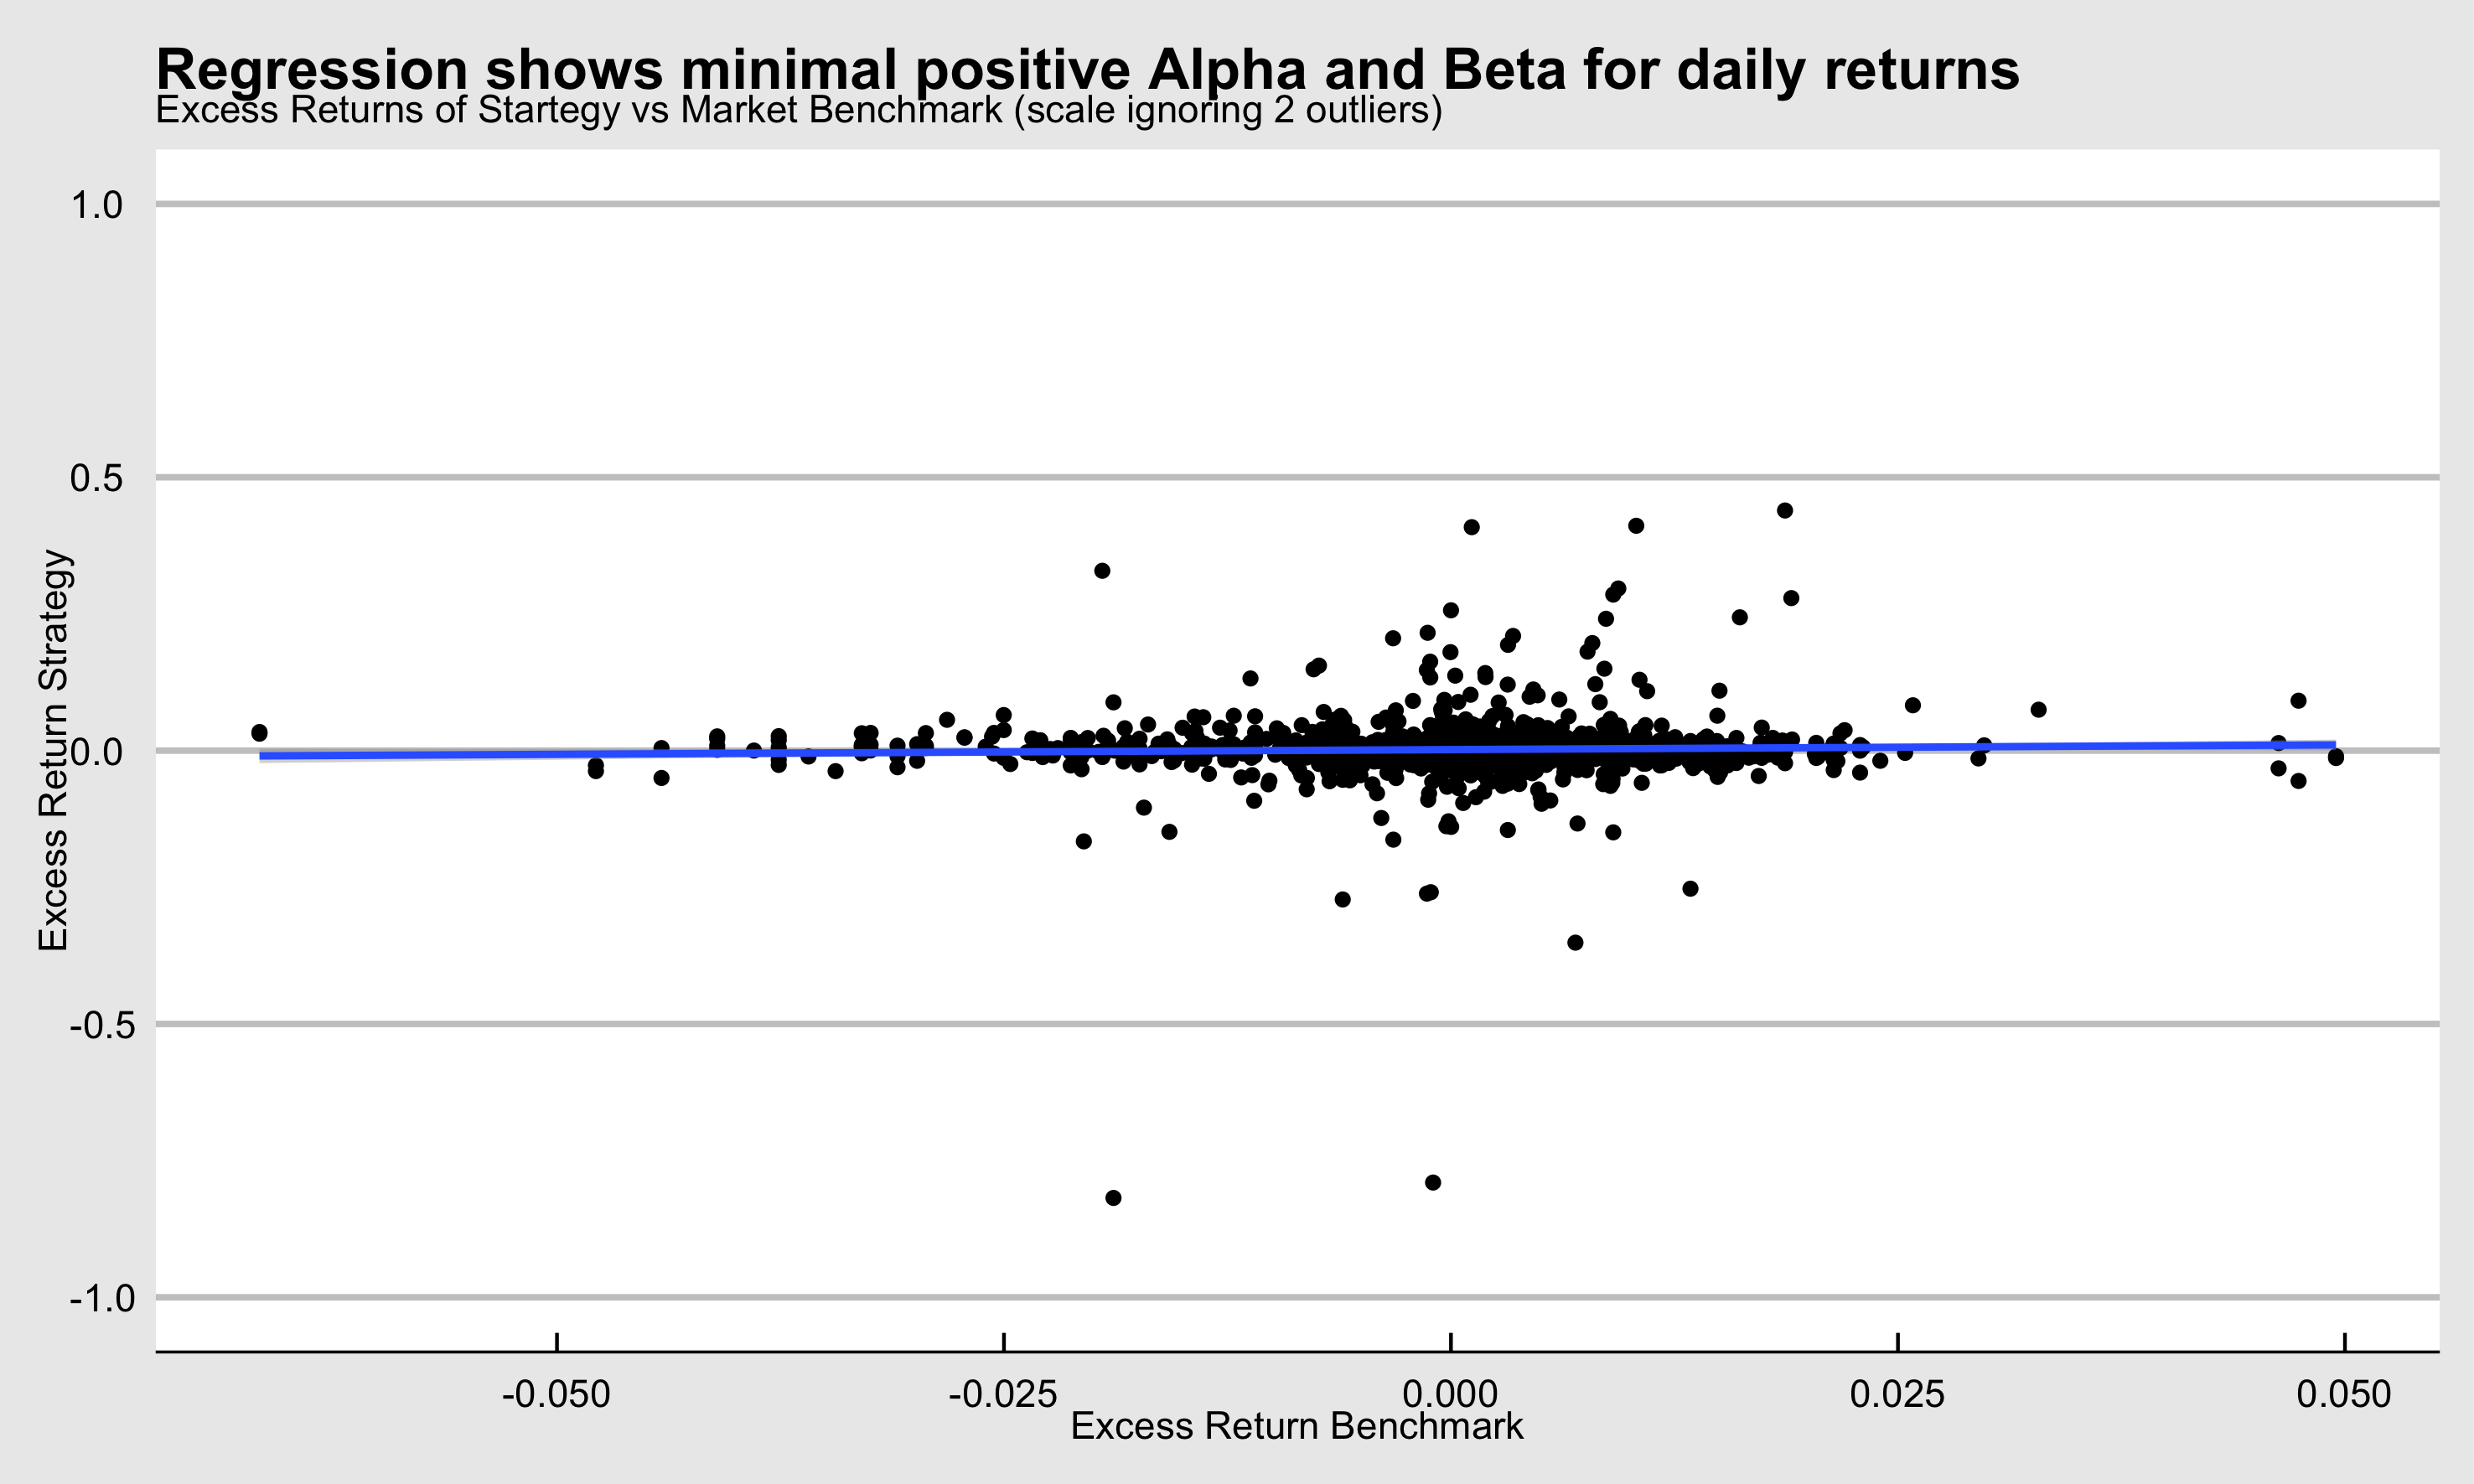 Regression shows minimal positive Alpha and Beta for daily returns
Excess Returns of Startegy vs Market Benchmark (scale ignoring 2 outliers)
1.0
0.5
0.0
-0.5
-1.0
Excess Return Strategy
-0.050
-0.025
0.000
0.025
0.050
Excess Return Benchmark